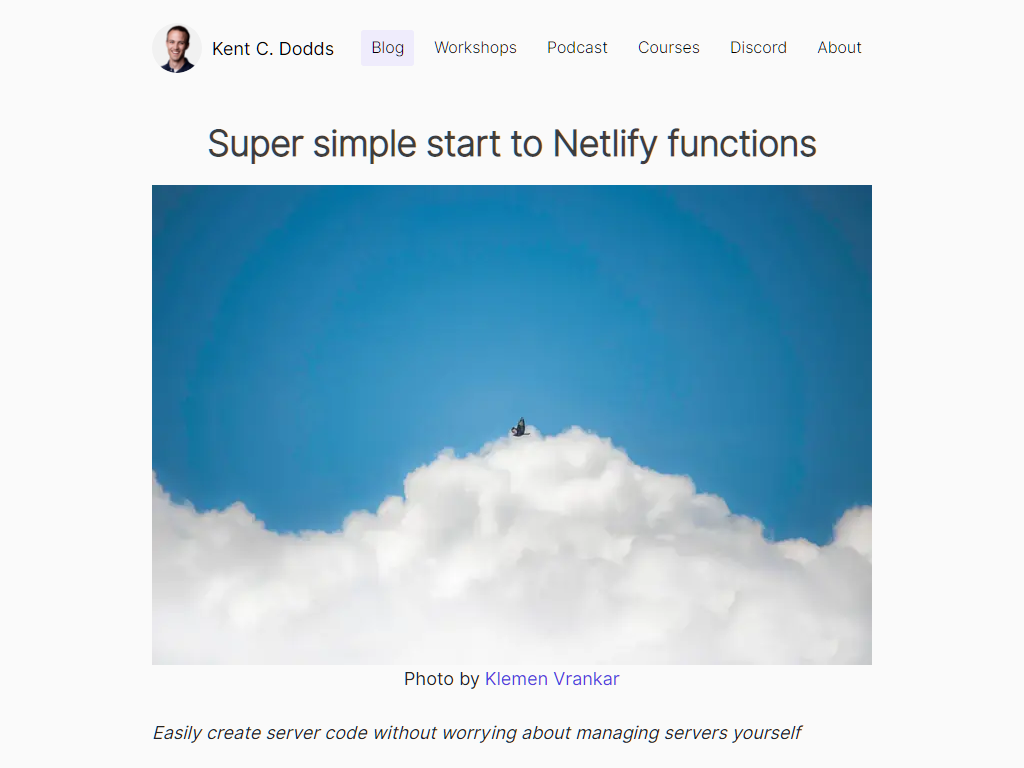 Kent C. Dodds
Blog
Workshops
Podcast
Courses
Discord
About
Super simple start to Netlify functions
Photo by Klemen Vrankar
Easily create server code without worrying about managing servers yourself